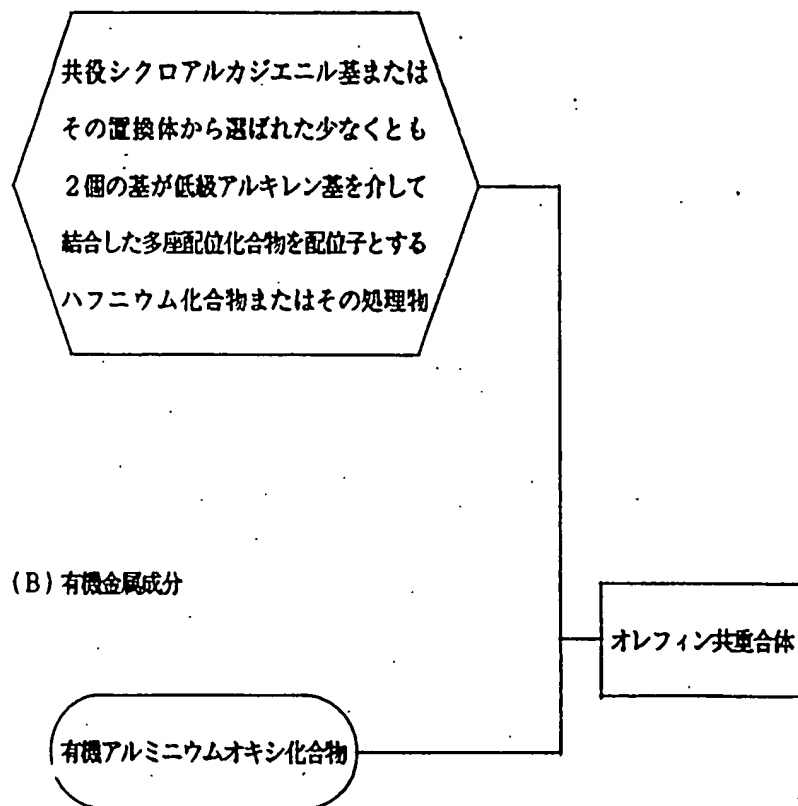 共役シクロアルカジエニル基または
その置換体から選ばれた少なくとも
2個の基が低級アルキレン基を介して
結合した多座配位化合物を配位子とする
ハフニウム化合物またはその処理物
(B)有機金属成分
オレフィン共重合体
有機アルミニウムオキシ化合物